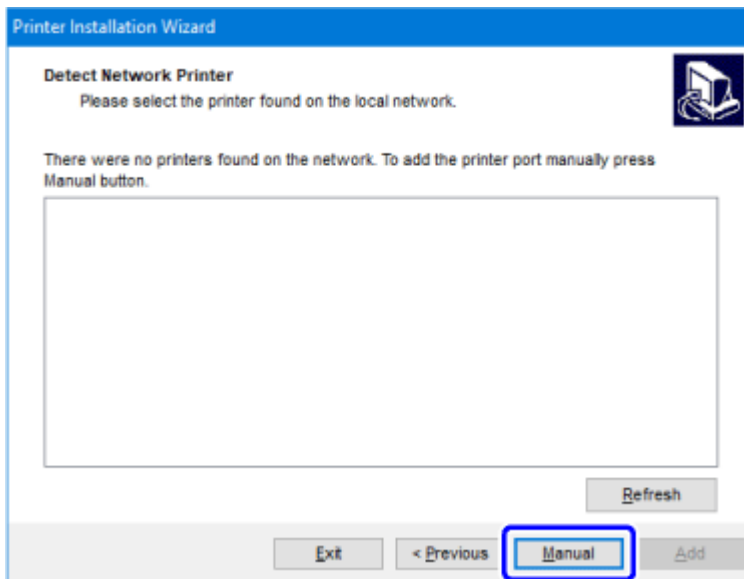 Printer Installation Wizard
Detect Network Printer
Please select the printer found on the local network.
There were no printers found on the network. To add the printer port manually press
Manual button.
Refresh
Exit
< Previous
Manual
Add